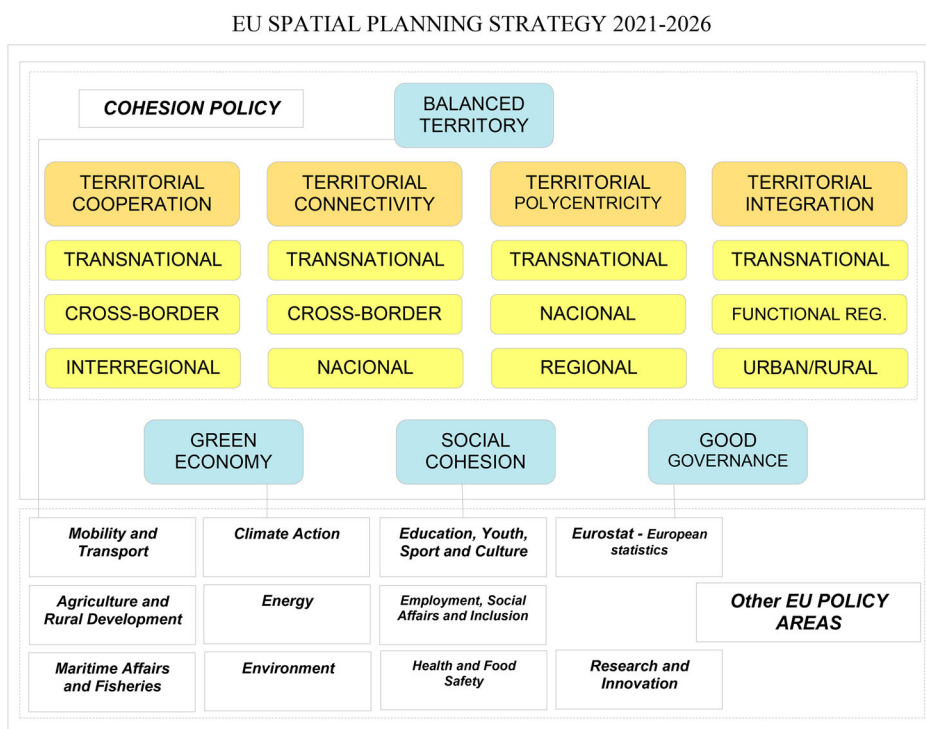 EU SPATIAL PLANNING STRATEGY 2021-2026
COHESION POLICY
BALANCED
TERRITORY
TERRITORIAL
COOPERATION
TERRITORIAL
CONNECTIVITY
TERRITORIAL
POLYCENTRICITY
TERRITORIAL
INTEGRATION
TRANSNATIONAL
TRANSNATIONAL
TRANSNATIONAL
TRANSNATIONAL
CROSS-BORDER
CROSS-BORDER
NACIONAL
FUNCTIONAL REG.
INTERREGIONAL
NACIONAL
REGIONAL
URBAN/RURAL
GREEN
ECONOMY
SOCIAL
COHESION
GOOD
GOVERNANCE
Mobility and
Transport
Climate Action
Education, Youth,
Sport and Culture
Eurostat - European
statistics
Agriculture and
Rural Development
Energy
Employment, Social
Affairs and Inclusion
Other EU POLICY
AREAS
Maritime Affairs
and Fisheries
Environment
Health and Food
Safety
Research and
Innovation